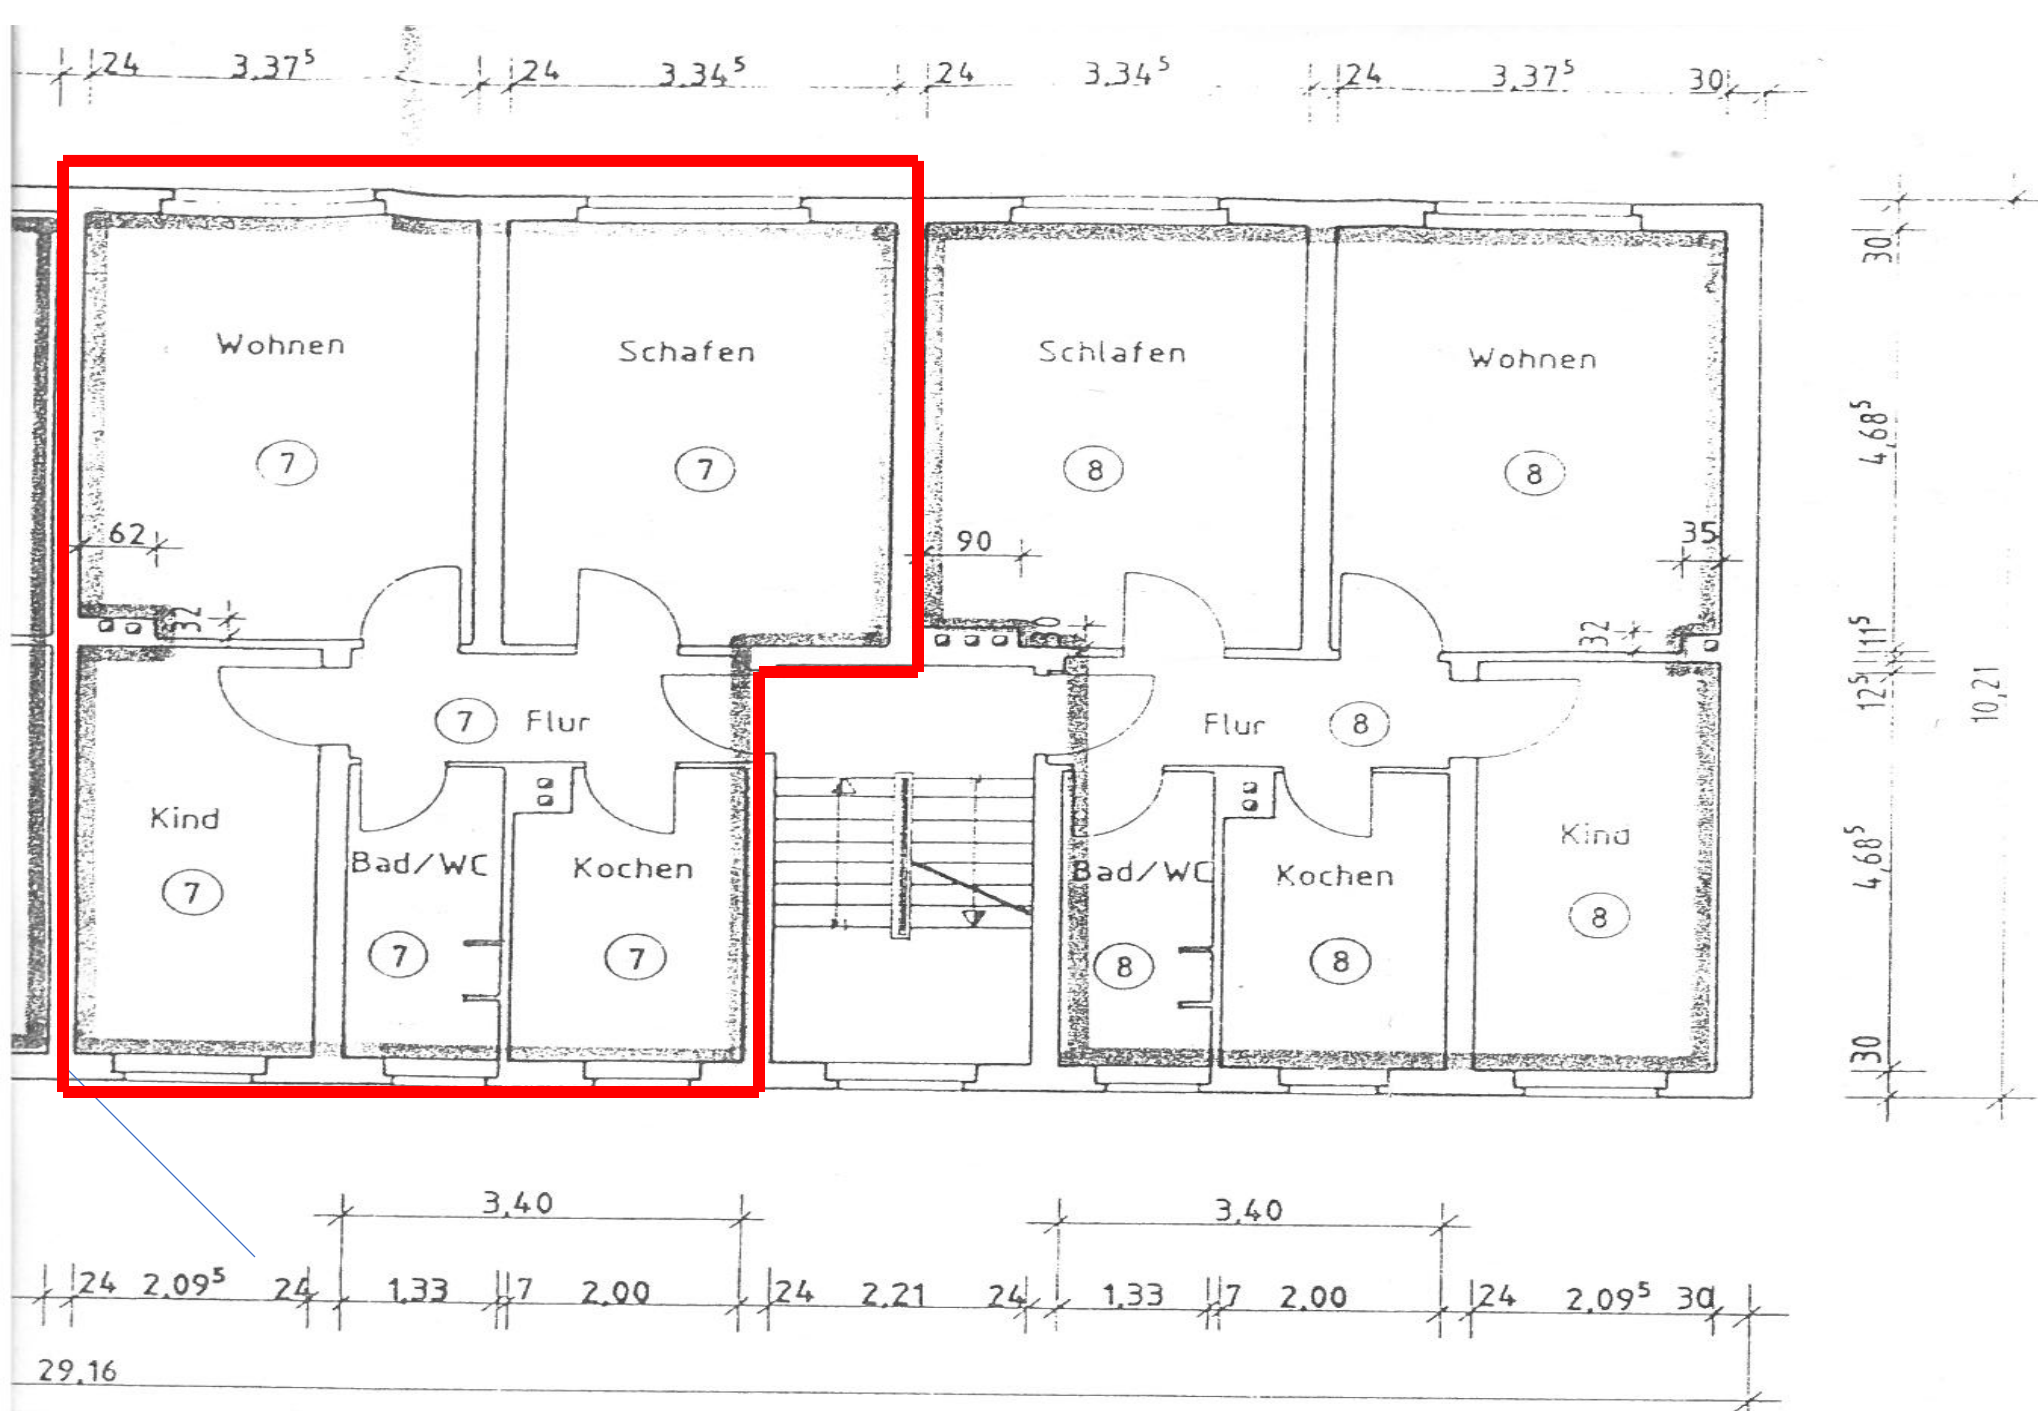 24 3,37⁵ 24 3,34⁵ 24 3,34⁵ 24 3,37⁵ 30
30
Wohnen Schafen Schlafen Wohnen
7 7 8 8
4,68⁵
62 90 35
32 32
11⁵
12⁵
10,21
7 Flur Flur 8
Kind Kind
Bad/WC Kochen Bad/WC Kochen
4,68⁵
7 8
7 7 8 8
30
3,40 3,40
24 2,09⁵ 24 1,33 7 2,00 24 2,21 24 1,33 7 2,00 24 2,09⁵ 30
29,16